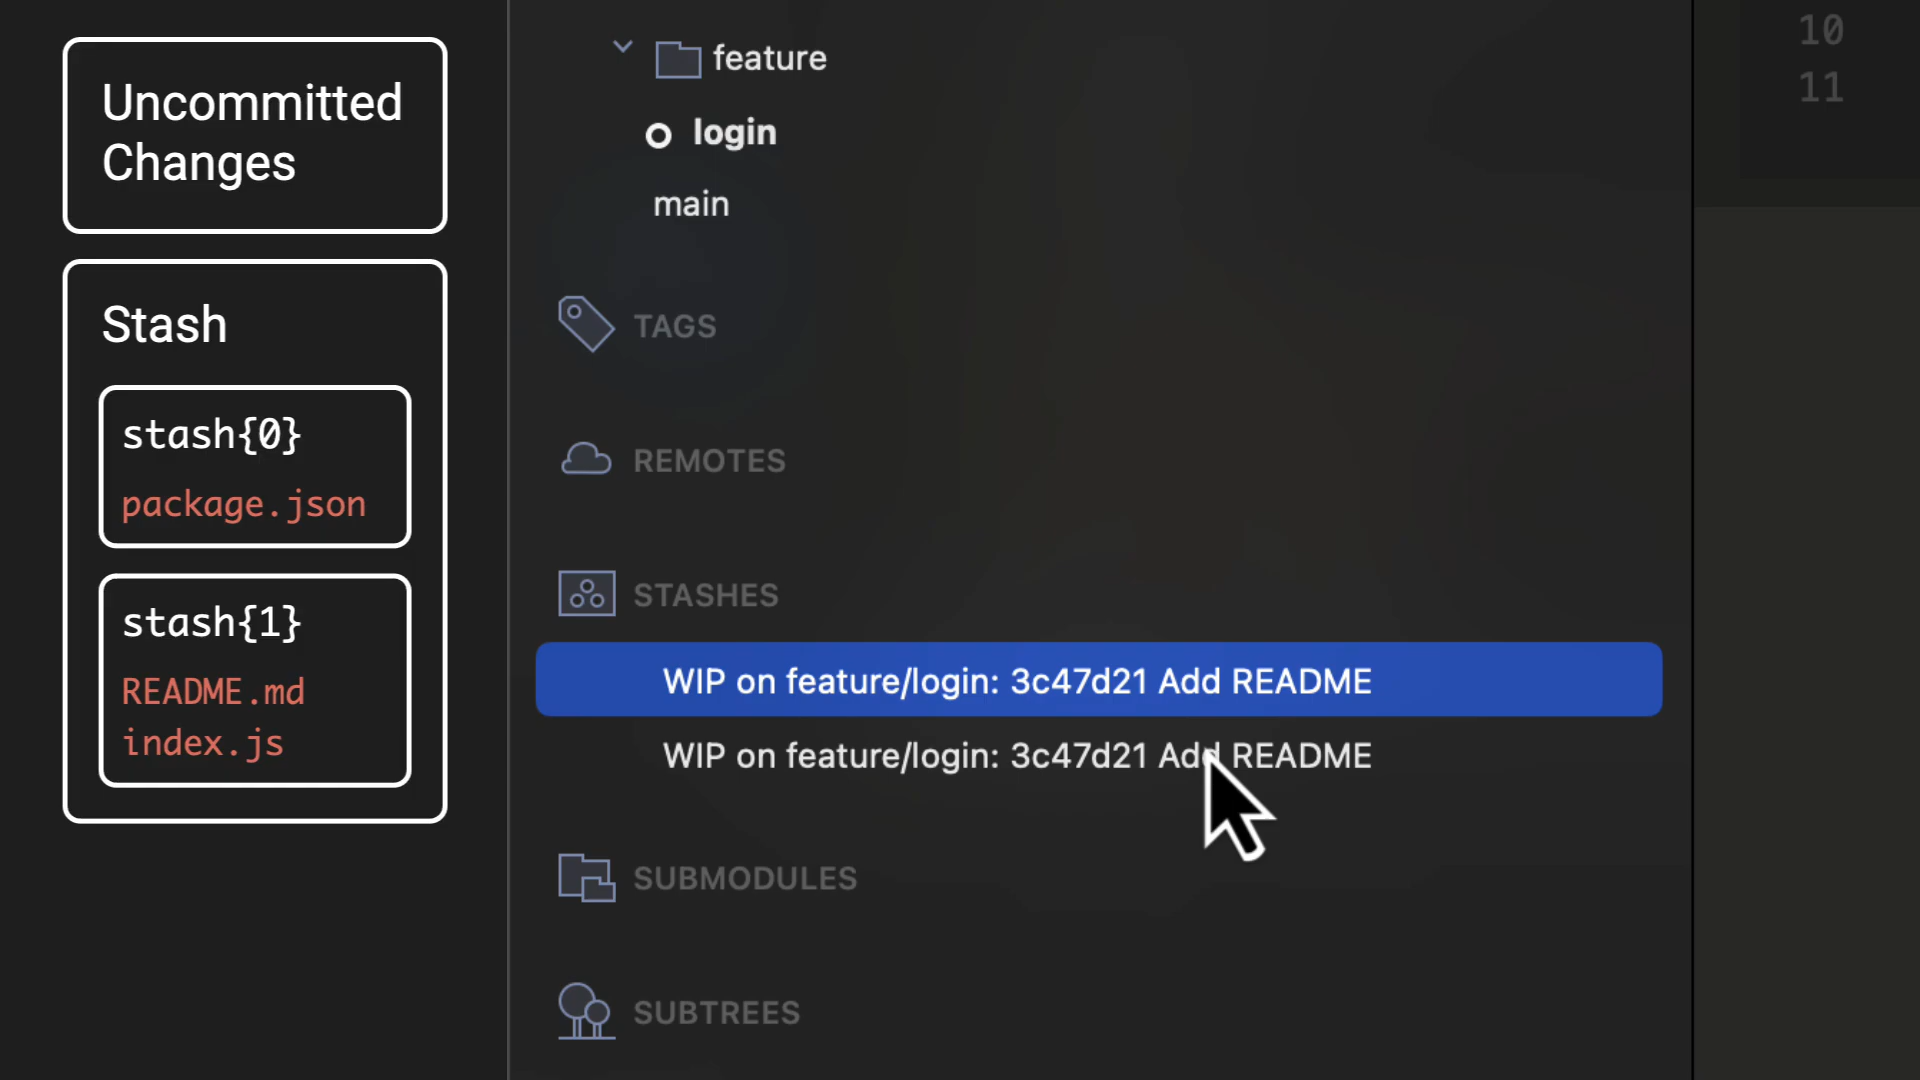 Uncommitted
Changes
Stash
stash{0}
package.json
stash{1}
README.md
index.js
feature
login
main
TAGS
REMOTES
STASHES
WIP on feature/login: 3c47d21 Add README
WIP on feature/login: 3c47d21 Add README
SUBMODULES
SUBTREES
10
11